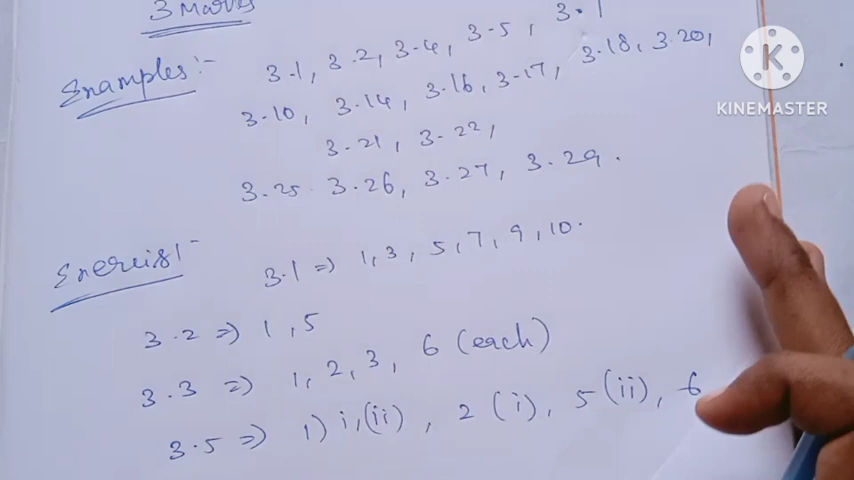 3 Marks
Examples:-
3.1, 3.2, 3.4, 3.5, 3.1
3.10, 3.14, 3.16, 3.17, 3.18, 3.20,
3.21, 3.22,
3.25 3.26, 3.27, 3.29.
Exercise:-
3.1 => 1, 3, 5, 7, 9, 10.
3.2 => 1, 5
3.3 => 1, 2, 3, 6 (each)
3.5 => 1) i, (ii), 2 (i), 5 (ii), 6
KINEMASTER